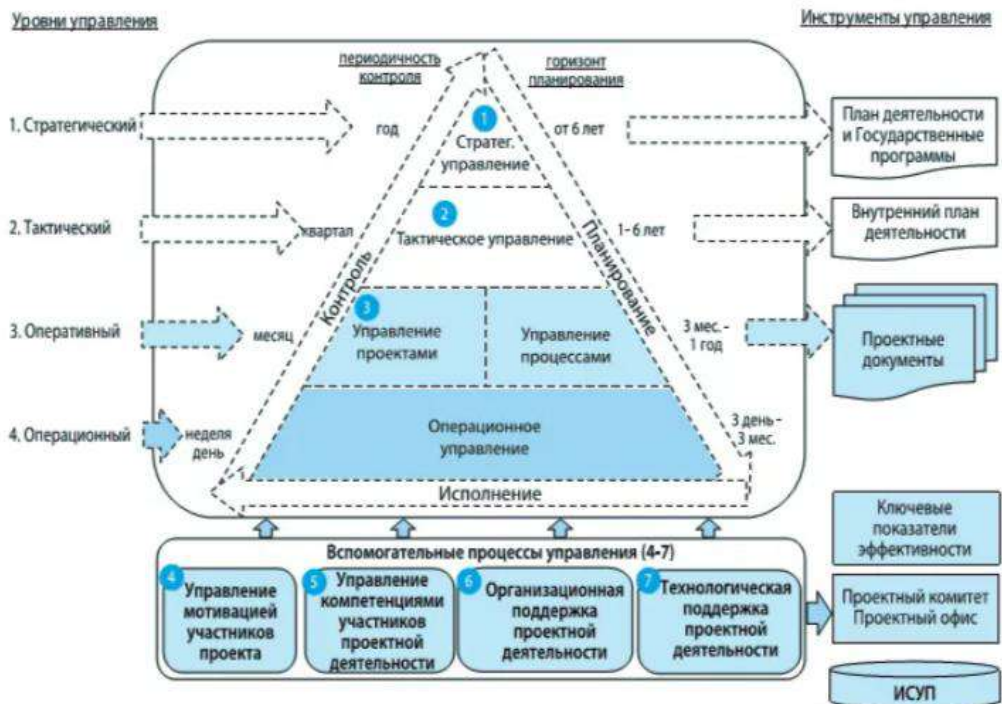 Уровни управления
Инструменты управления
периодичность
контроля
горизонт
планирования
1. Стратегический
год
1
Стратег.
управление
от 6 лет
План деятельности
и Государственные
программы
2. Тактический
квартал
2
Тактическое управление
1- 6 лет
Внутренний план
деятельности
Контроль
Планирование
3. Оперативный
месяц
3
Управление
проектами
Управление
процессами
3 мес. -
1 год
Проектные
документы
4. Операционный
неделя
день
Операционное
управление
3 день -
3 мес.
Исполнение
Вспомогательные процессы управления (4-7)
4
Управление
мотивацией
участников
проекта
5
Управление
компетенциями
участников
проектной
деятельности
6
Организационная
поддержка
проектной
деятельности
7
Технологическая
поддержка
проектной
деятельности
Ключевые
показатели
эффективности
Проектный комитет
Проектный офис
ИСУП